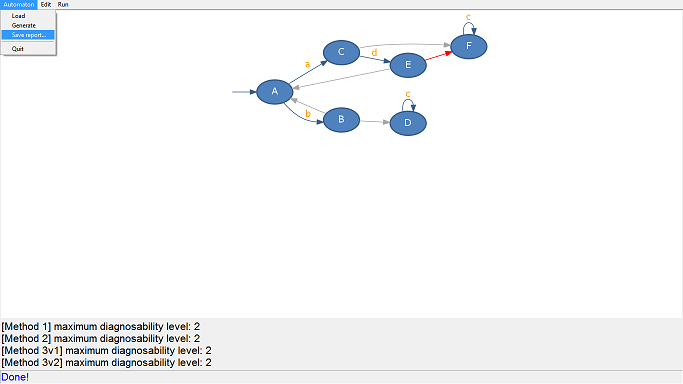 Automaton Edit Run
Load
Generate
Save report...
Quit
c
F
C
d
a
E
A
c
b
B
D
[Method 1] maximum diagnosability level: 2
[Method 2] maximum diagnosability level: 2
[Method 3v1] maximum diagnosability level: 2
[Method 3v2] maximum diagnosability level: 2
Done!